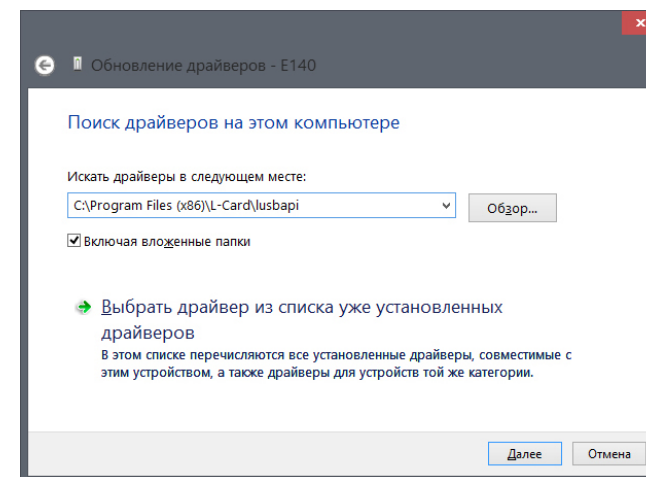 Обновление драйверов - E140
Поиск драйверов на этом компьютере
Искать драйверы в следующем месте:
C:\Program Files (x86)\L-Card\lusbapi
Обзор...
Включая вложенные папки
Выбрать драйвер из списка уже установленных
драйверов
В этом списке перечисляются все установленные драйверы, совместимые с
этим устройством, а также драйверы для устройств той же категории.
Далее
Отмена